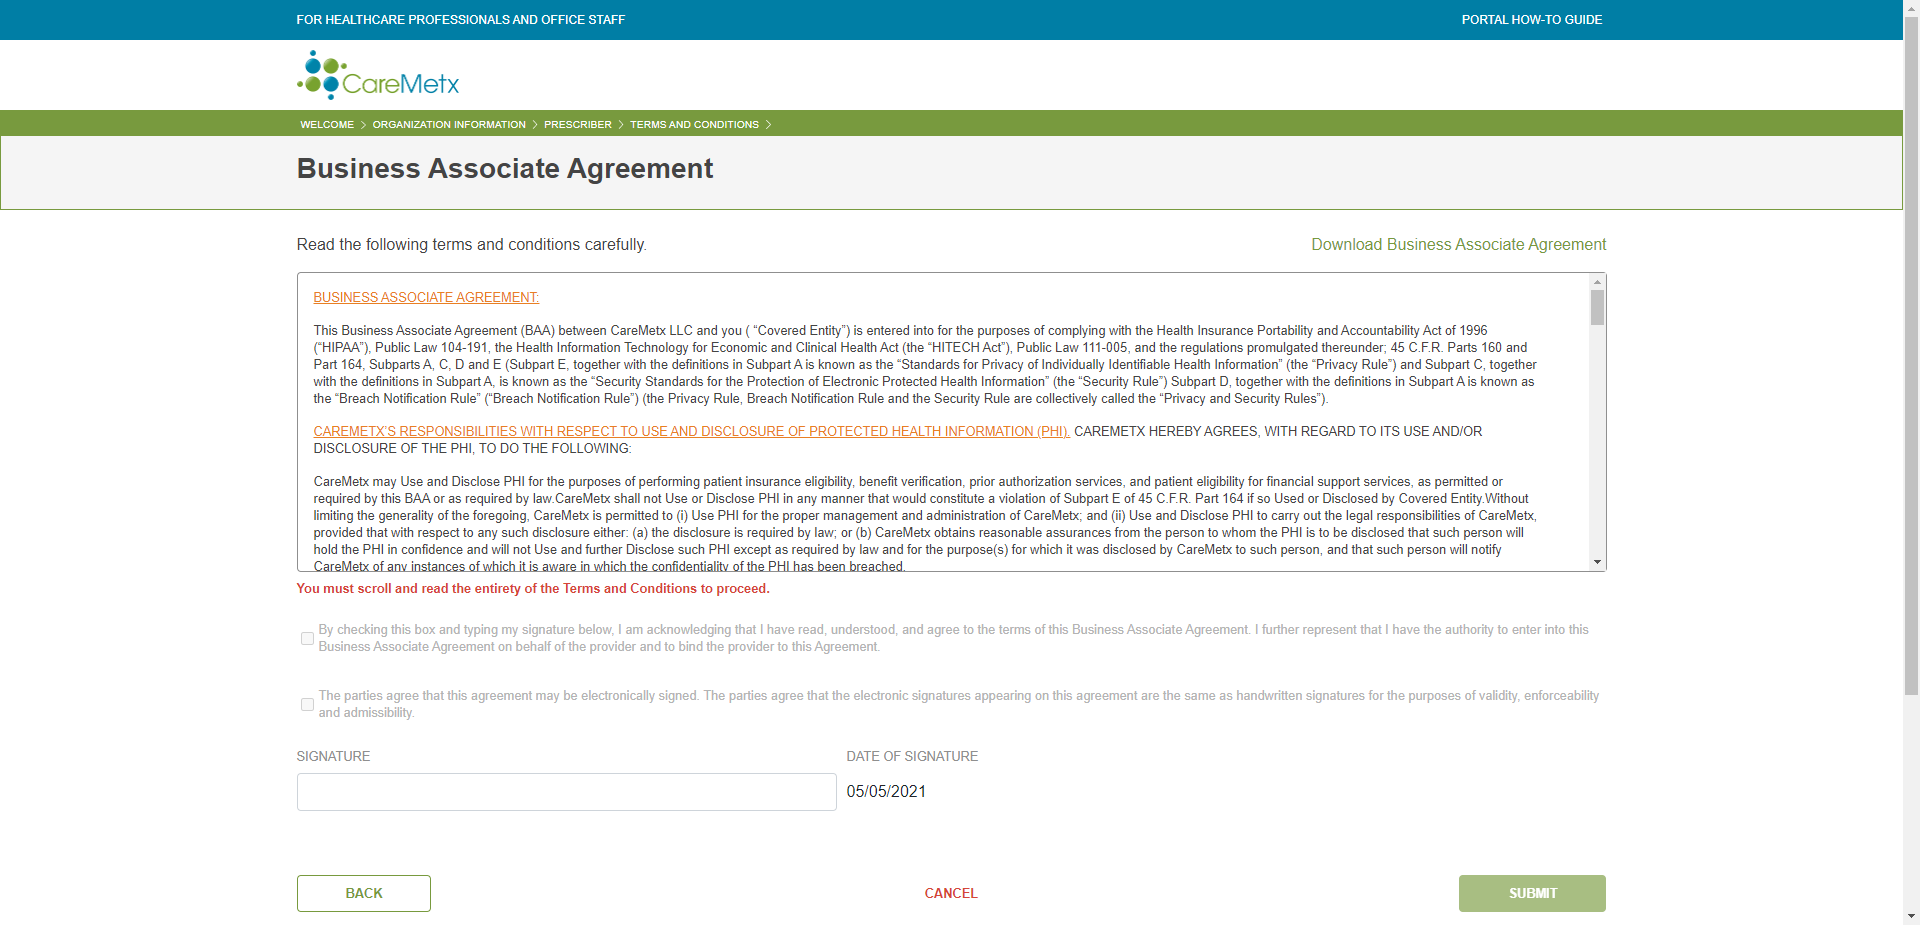 FOR HEALTHCARE PROFESSIONALS AND OFFICE STAFF
PORTAL HOW-TO GUIDE
CareMetx
WELCOME > ORGANIZATION INFORMATION > PRESCRIBER > TERMS AND CONDITIONS >
Business Associate Agreement
Read the following terms and conditions carefully.
Download Business Associate Agreement
BUSINESS ASSOCIATE AGREEMENT:
This Business Associate Agreement (BAA) between CareMetx LLC and you ( “Covered Entity”) is entered into for the purposes of complying with the Health Insurance Portability and Accountability Act of 1996
(“HIPAA”), Public Law 104-191, the Health Information Technology for Economic and Clinical Health Act (the “HITECH Act”), Public Law 111-005, and the regulations promulgated thereunder; 45 C.F.R. Parts 160 and
Part 164, Subparts A, C, D and E (Subpart E, together with the definitions in Subpart A is known as the “Standards for Privacy of Individually Identifiable Health Information” (the “Privacy Rule”) and Subpart C, together
with the definitions in Subpart A, is known as the “Security Standards for the Protection of Electronic Protected Health Information” (the “Security Rule”) Subpart D, together with the definitions in Subpart A is known as
the “Breach Notification Rule” (“Breach Notification Rule”) (the Privacy Rule, Breach Notification Rule and the Security Rule are collectively called the “Privacy and Security Rules”).
CAREMETX’S RESPONSIBILITIES WITH RESPECT TO USE AND DISCLOSURE OF PROTECTED HEALTH INFORMATION (PHI). CAREMETX HEREBY AGREES, WITH REGARD TO ITS USE AND/OR
DISCLOSURE OF THE PHI, TO DO THE FOLLOWING:
CareMetx may Use and Disclose PHI for the purposes of performing patient insurance eligibility, benefit verification, prior authorization services, and patient eligibility for financial support services, as permitted or
required by this BAA or as required by law.CareMetx shall not Use or Disclose PHI in any manner that would constitute a violation of Subpart E of 45 C.F.R. Part 164 if so Used or Disclosed by Covered Entity.Without
limiting the generality of the foregoing, CareMetx is permitted to (i) Use PHI for the proper management and administration of CareMetx; and (ii) Use and Disclose PHI to carry out the legal responsibilities of CareMetx,
provided that with respect to any such disclosure either: (a) the disclosure is required by law; or (b) CareMetx obtains reasonable assurances from the person to whom the PHI is to be disclosed that such person will
hold the PHI in confidence and will not Use and further Disclose such PHI except as required by law and for the purpose(s) for which it was disclosed by CareMetx to such person, and that such person will notify
CareMetx of any instances of which it is aware in which the confidentiality of the PHI has been breached.
You must scroll and read the entirety of the Terms and Conditions to proceed.
By checking this box and typing my signature below, I am acknowledging that I have read, understood, and agree to the terms of this Business Associate Agreement. I further represent that I have the authority to enter into this
Business Associate Agreement on behalf of the provider and to bind the provider to this Agreement.
The parties agree that this agreement may be electronically signed. The parties agree that the electronic signatures appearing on this agreement are the same as handwritten signatures for the purposes of validity, enforceability
and admissibility.
SIGNATURE
DATE OF SIGNATURE
05/05/2021
BACK
CANCEL
SUBMIT